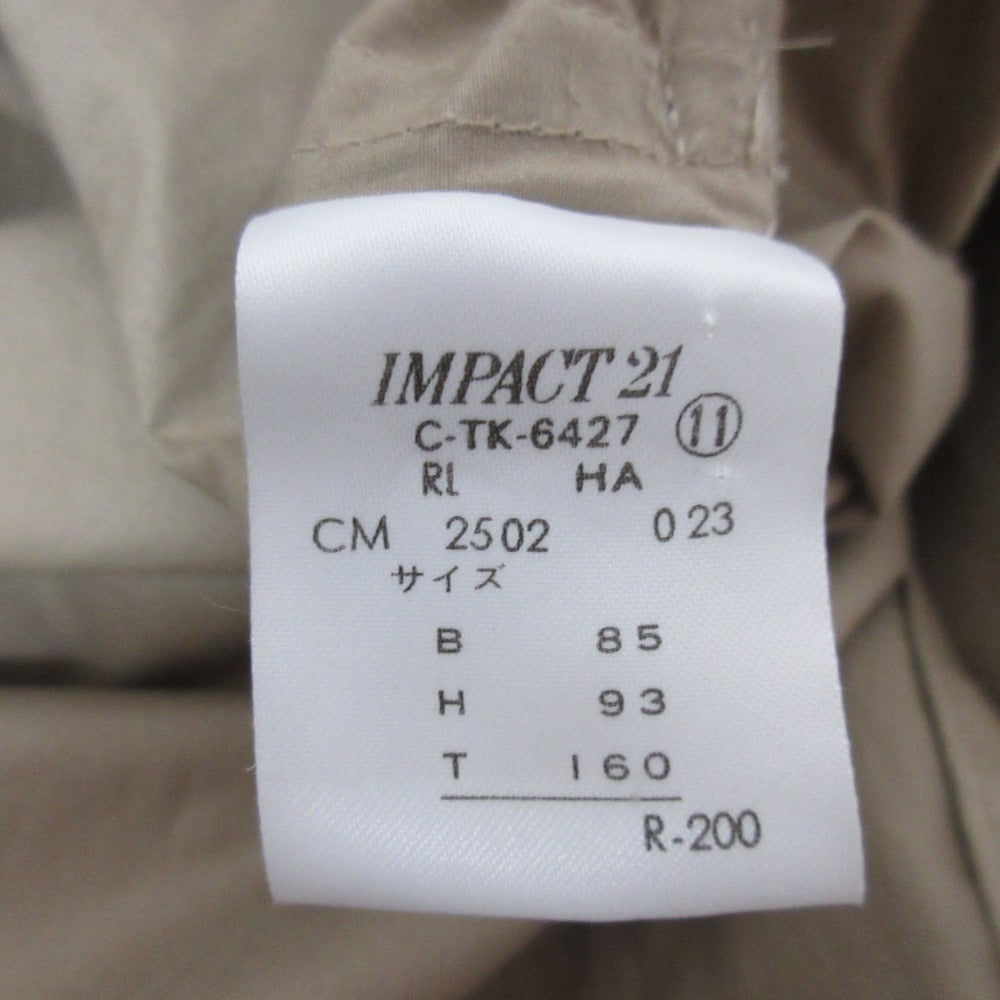 IMPACT 21
C-TK-6427 ⑪
RL HA
CM 2502 023
サイズ
B 85
H 93
T 160
R-200